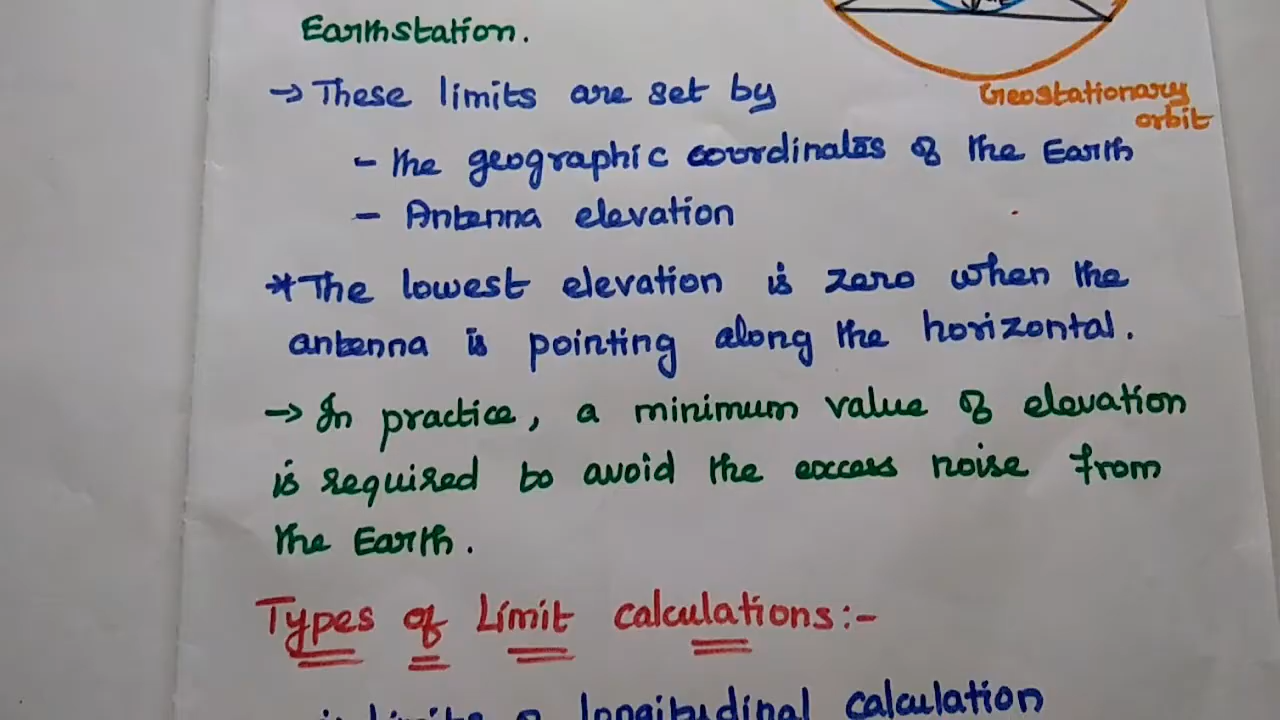 Earthstation.
Geostationary
orbit
→ These limits are set by
- the geographic coordinates of the Earth
- Antenna elevation
*The lowest elevation is zero when the
antenna is pointing along the horizontal.
→ In practice, a minimum value of elevation
is required to avoid the excess noise from
the Earth.
Types of Limit calculations:-
longitudinal calculation